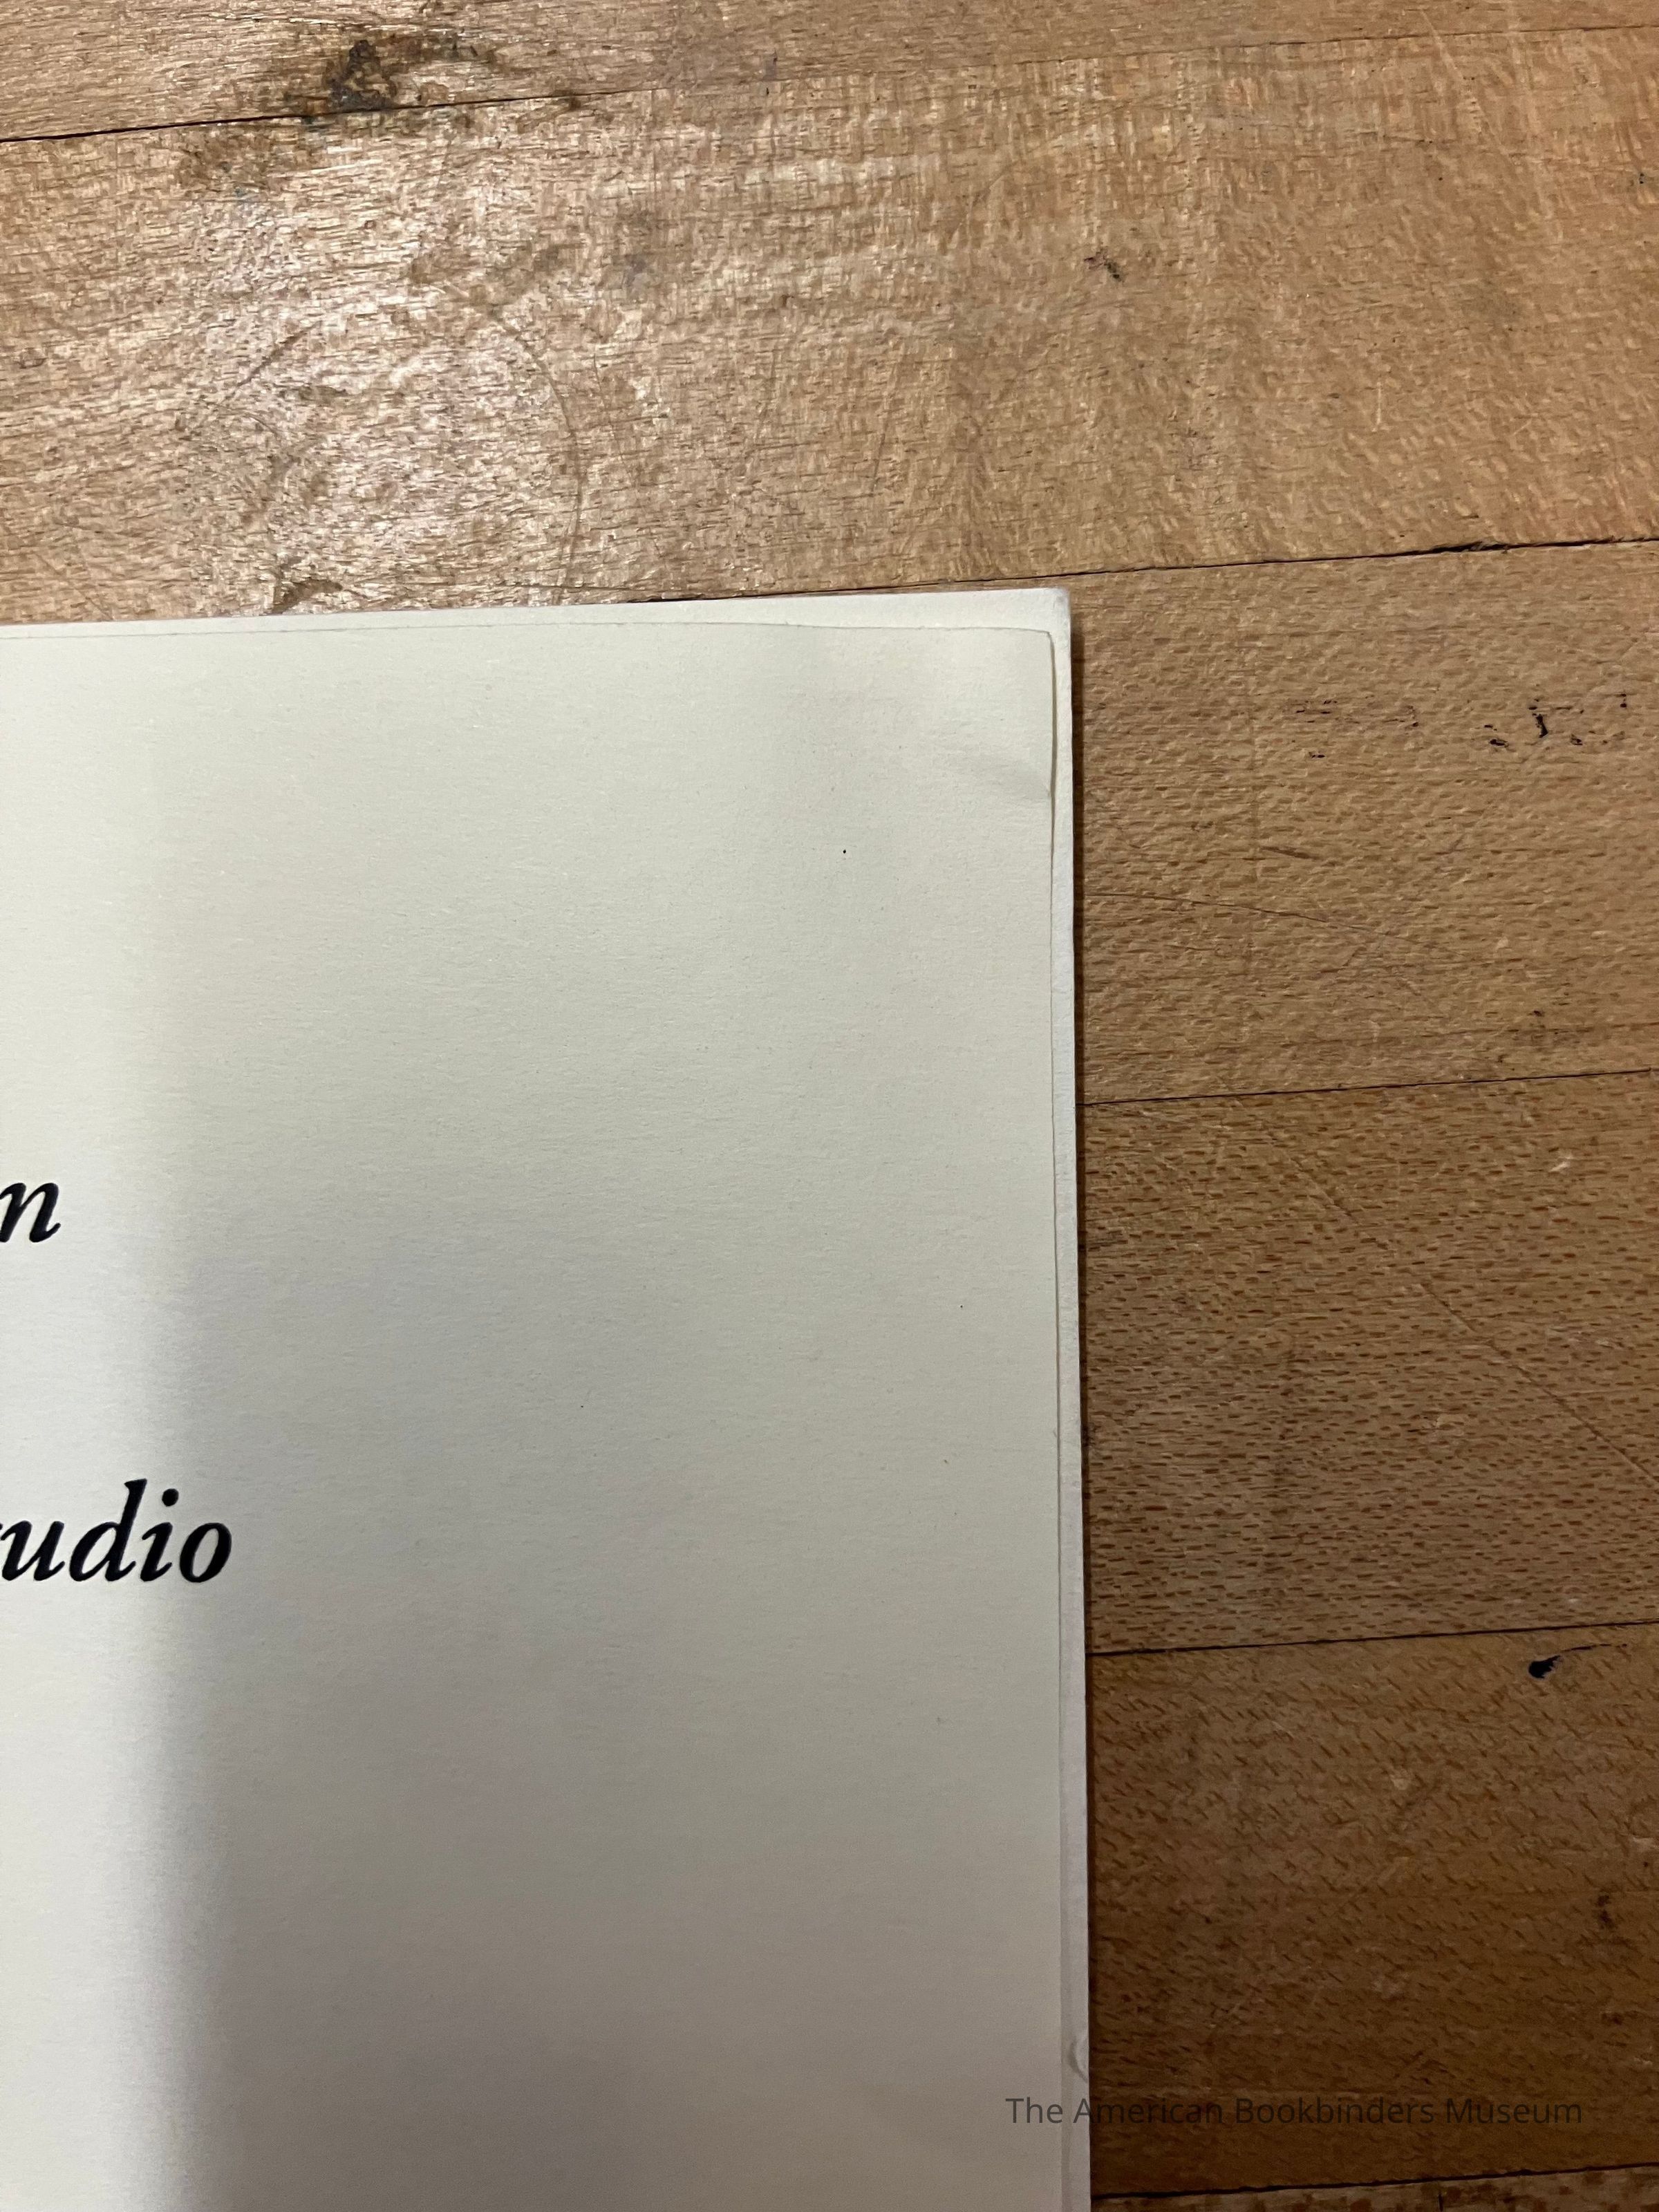 n
udio
The American Bookbinders Museum